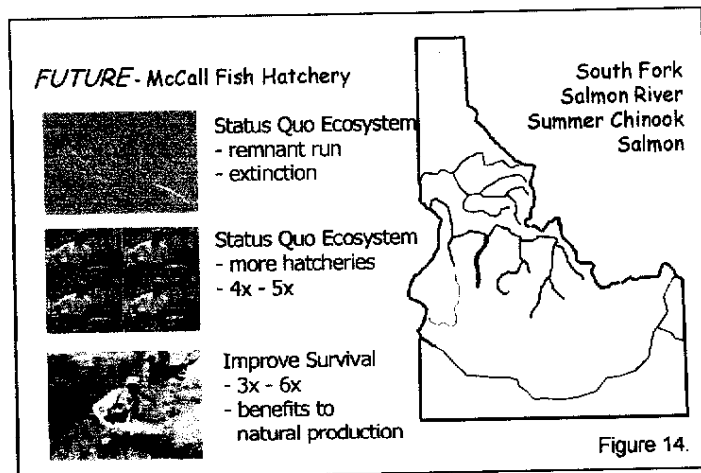 FUTURE - McCall Fish Hatchery
South Fork
Salmon River
Summer Chinook
Salmon
Status Quo Ecosystem
- remnant run
- extinction
Status Quo Ecosystem
- more hatcheries
- 4x - 5x
Improve Survival
- 3x - 6x
- benefits to
natural production
Figure 14.